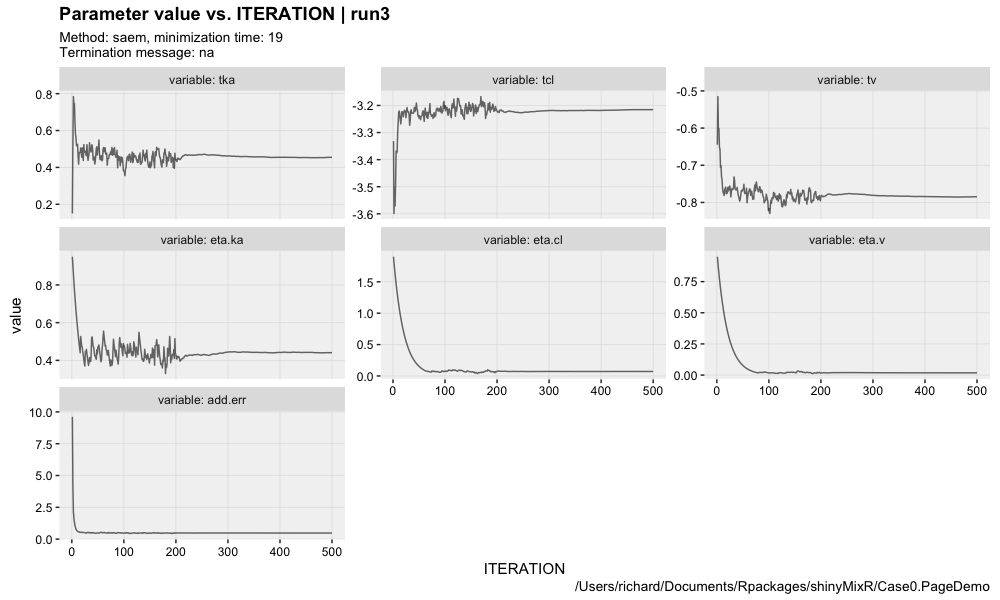 Parameter value vs. ITERATION | run3
Method: saem, minimization time: 19
Termination message: na
variable: tka
variable: tcl
variable: tv
0.8
0.6
0.4
0.2
-3.2
-3.3
-3.4
-3.5
-3.6
-0.5
-0.6
-0.7
-0.8
variable: eta.ka
variable: eta.cl
variable: eta.v
0.8
0.6
0.4
1.5
1.0
0.5
0.0
0.75
0.50
0.25
0.00
0 100 200 300 400 500
0 100 200 300 400 500
value
variable: add.err
10.0
7.5
5.0
2.5
0.0
0 100 200 300 400 500
ITERATION
/Users/richard/Documents/Rpackages/shinyMixR/Case0.PageDemo